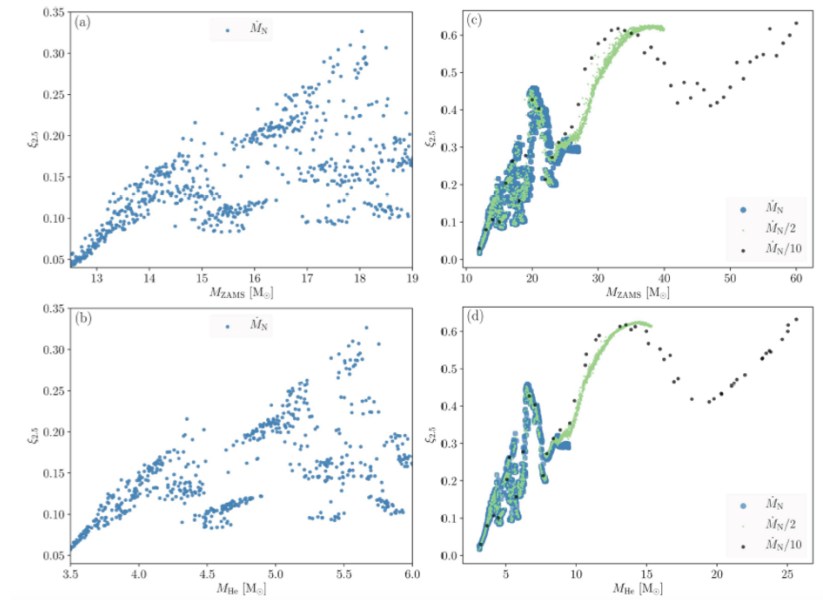 (a)
Ṁ_N
0.35
0.30
0.25
0.20
0.15
0.10
0.05
ξ_2.5
13 14 15 16 17 18 19
M_ZAMS [M_⊙]
(c)
0.6
0.5
0.4
0.3
0.2
0.1
0.0
ξ_2.5
Ṁ_N
Ṁ_N/2
Ṁ_N/10
10 20 30 40 50 60
M_ZAMS [M_⊙]
(b)
Ṁ_N
0.35
0.30
0.25
0.20
0.15
0.10
0.05
ξ_2.5
3.5 4.0 4.5 5.0 5.5 6.0
M_He [M_⊙]
(d)
0.6
0.5
0.4
0.3
0.2
0.1
0.0
ξ_2.5
Ṁ_N
Ṁ_N/2
Ṁ_N/10
5 10 15 20 25
M_He [M_⊙]